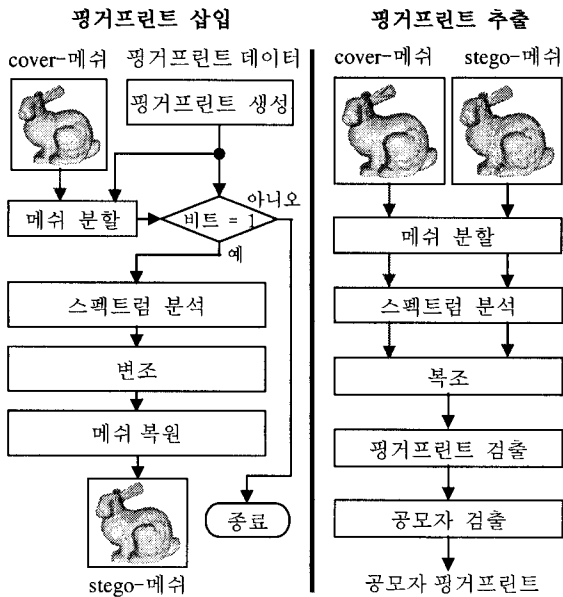 핑거프린트 삽입
cover-메쉬
핑거프린트 데이터
핑거프린트 생성
메쉬 분할
비트 = 1
아니오
예
스펙트럼 분석
변조
메쉬 복원
종료
stego-메쉬
핑거프린트 추출
cover-메쉬
stego-메쉬
메쉬 분할
스펙트럼 분석
복조
핑거프린트 검출
공모자 검출
공모자 핑거프린트